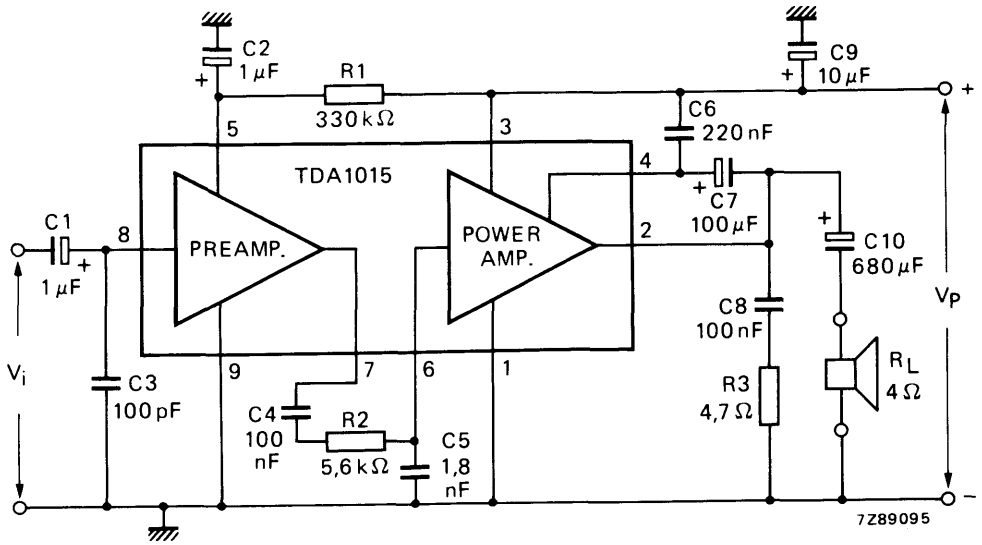 C2
+
1 µF
R1
330 kΩ
C9
+
10 µF
+
5
3
C6
220 nF
TDA1015
4
+
C7
100 µF
C1
+
1 µF
8
PREAMP.
POWER
AMP.
2
+
C10
680 µF
Vi
C3
100 pF
9
7
6
1
C8
100 nF
VP
C4
100
nF
R2
5,6 kΩ
C5
1,8
nF
R3
4,7 Ω
RL
4 Ω
−
7Z89095